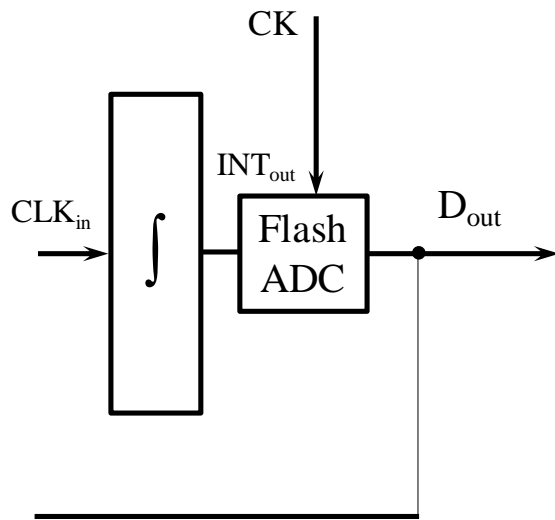 CK
INT_out
CLK_in
∫
Flash
ADC
D_out